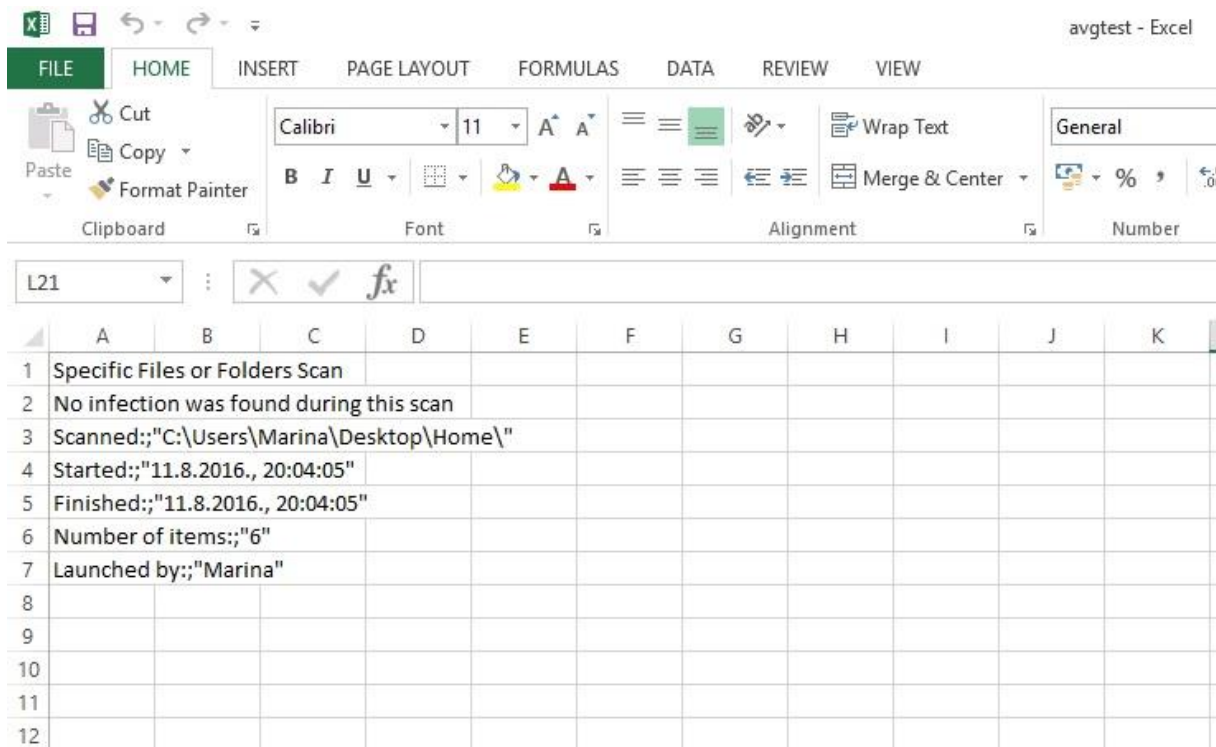 avgtest - Excel
FILE HOME INSERT PAGE LAYOUT FORMULAS DATA REVIEW VIEW
Paste
Cut
Copy
Format Painter
Clipboard
Calibri 11 A A
B I U A
Font
Wrap Text
Merge & Center
Alignment
General
% ,
Number
L21 fx
A B C D E F G H I J K
1 Specific Files or Folders Scan
2 No infection was found during this scan
3 Scanned:;"C:\Users\Marina\Desktop\Home\"
4 Started:;"11.8.2016., 20:04:05"
5 Finished:;"11.8.2016., 20:04:05"
6 Number of items:;"6"
7 Launched by:;"Marina"
8
9
10
11
12